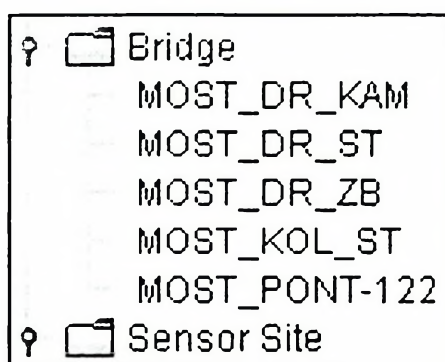 Bridge
MOST_DR_KAM
MOST_DR_ST
MOST_DR_ZB
MOST_KOL_ST
MOST_PONT-122
Sensor Site